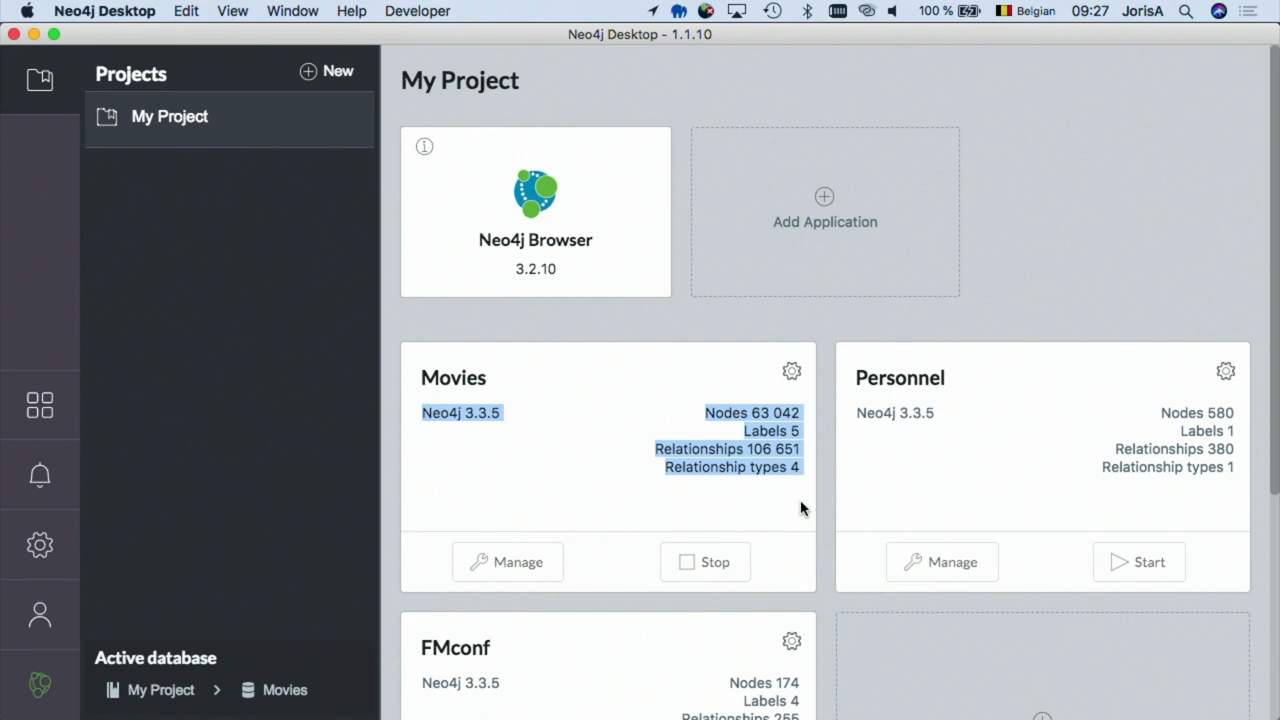 Neo4j Desktop Edit View Window Help Developer 100 % Belgian 09:27 JorisA
Neo4j Desktop - 1.1.10
Projects
New
My Project
My Project
Neo4j Browser
3.2.10
Add Application
Movies
Neo4j 3.3.5
Nodes 63 042
Labels 5
Relationships 106 651
Relationship types 4
Manage
Stop
Personnel
Neo4j 3.3.5
Nodes 580
Labels 1
Relationships 380
Relationship types 1
Manage
Start
FMconf
Neo4j 3.3.5
Nodes 174
Labels 4
Relationships 255
Active database
My Project > Movies